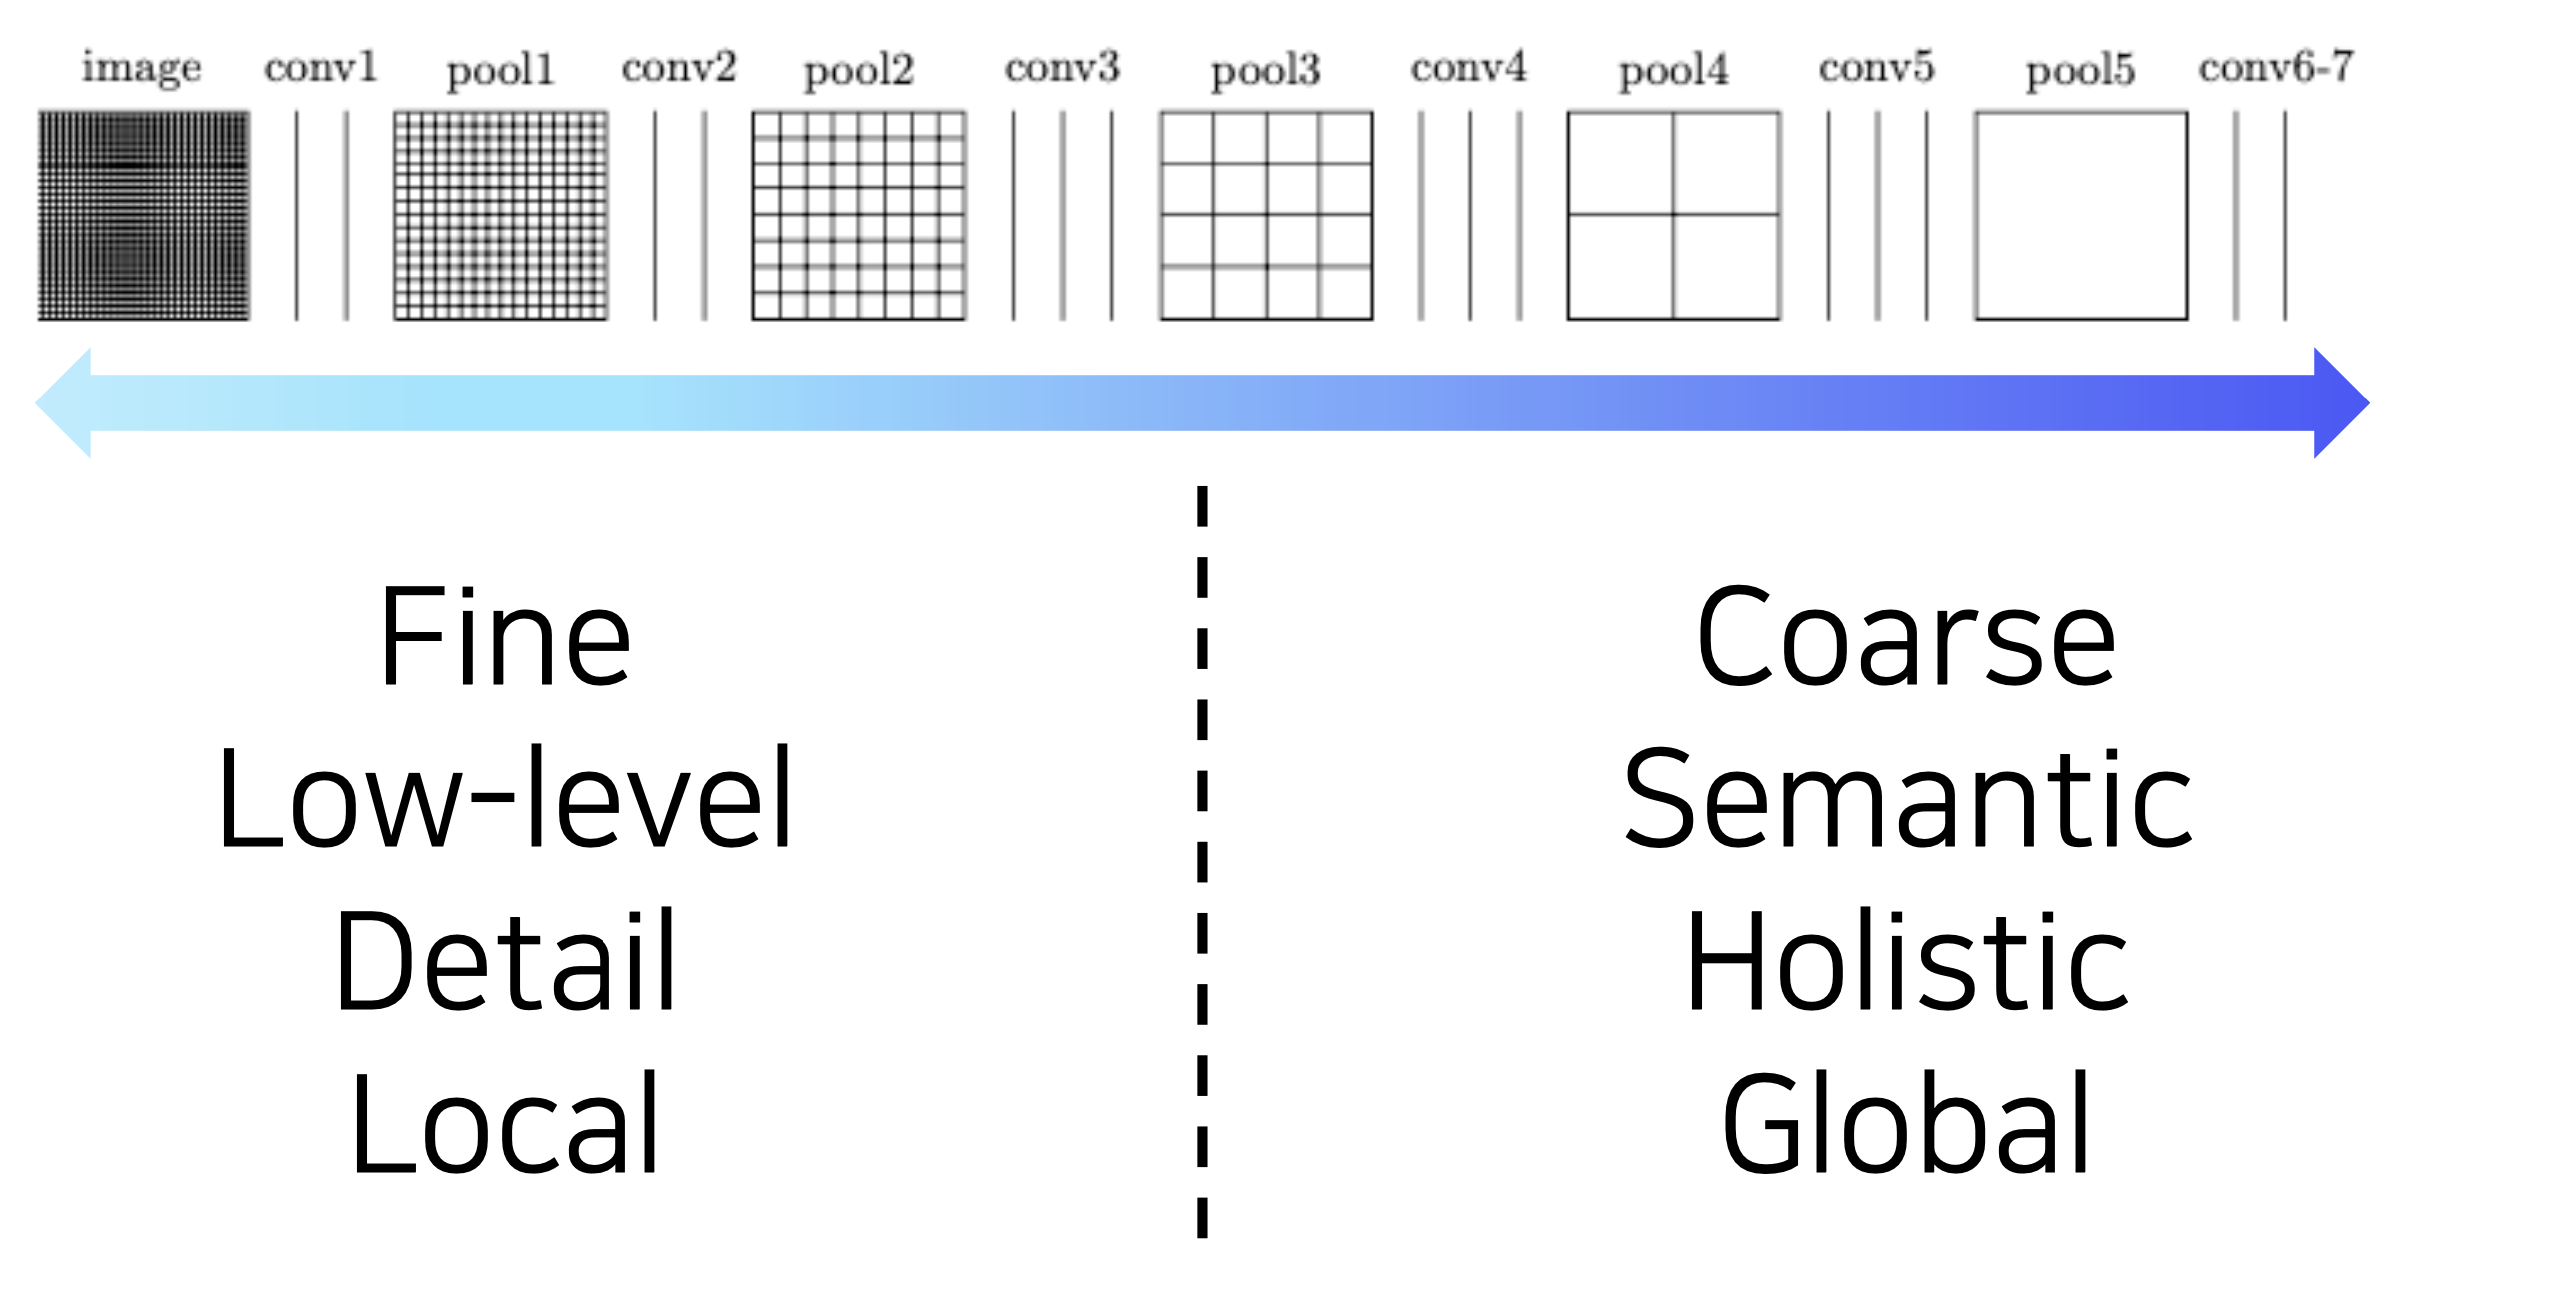 image conv1 pool1 conv2 pool2 conv3 pool3 conv4 pool4 conv5 pool5 conv6-7
Fine
Low-level
Detail
Local
Coarse
Semantic
Holistic
Global